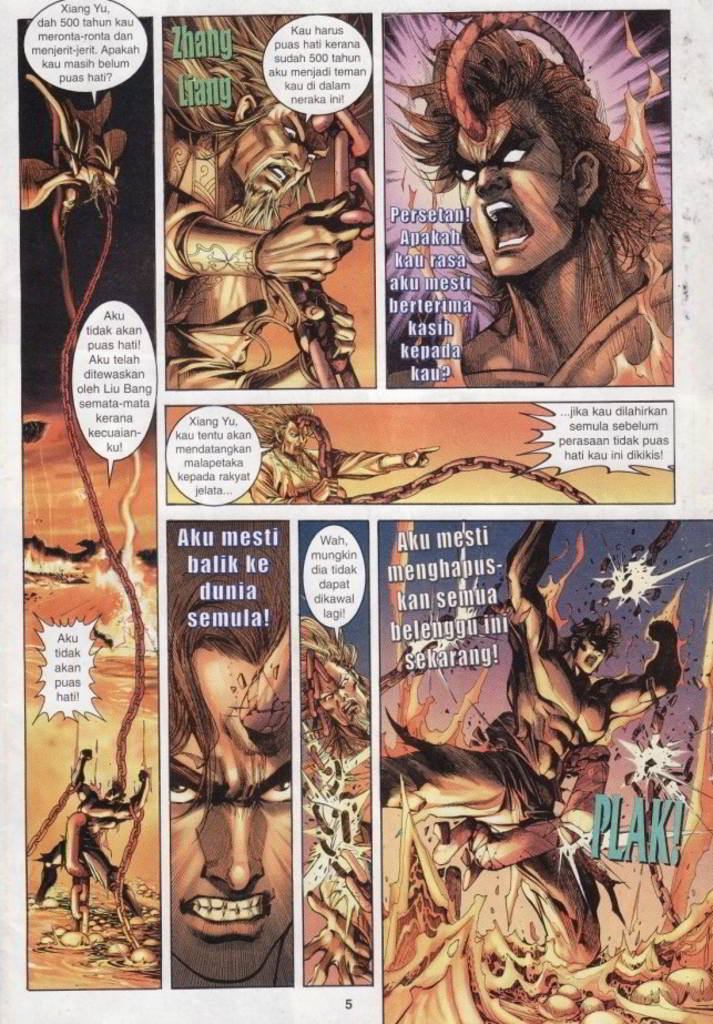 Xiang Yu,
dah 500 tahun kau
meronta-ronta dan
menjerit-jerit. Apakah
kau masih belum
puas hati?
Aku
tidak akan
puas hati!
Aku telah
ditewaskan
oleh Liu Bang
semata-mata
kerana
kecuaian-
ku!
Aku
tidak
akan
puas
hati!
Zhang
Liang
Kau harus
puas hati kerana
sudah 500 tahun
aku menjadi teman
kau di dalam
neraka ini!
Persetan!
Apakah
kau rasa
aku mesti
berterima
kasih
kepada
kau?
Xiang Yu,
kau tentu akan
mendatangkan
malapetaka
kepada rakyat
jelata...
...jika kau dilahirkan
semula sebelum
perasaan tidak puas
hati kau ini dikikis!
Aku mesti
balik ke
dunia
semula!
Wah,
mungkin
dia tidak
dapat
dikawal
lagi!
Aku mesti
menghapus-
kan semua
belenggu ini
sekarang!
PLAK!
5